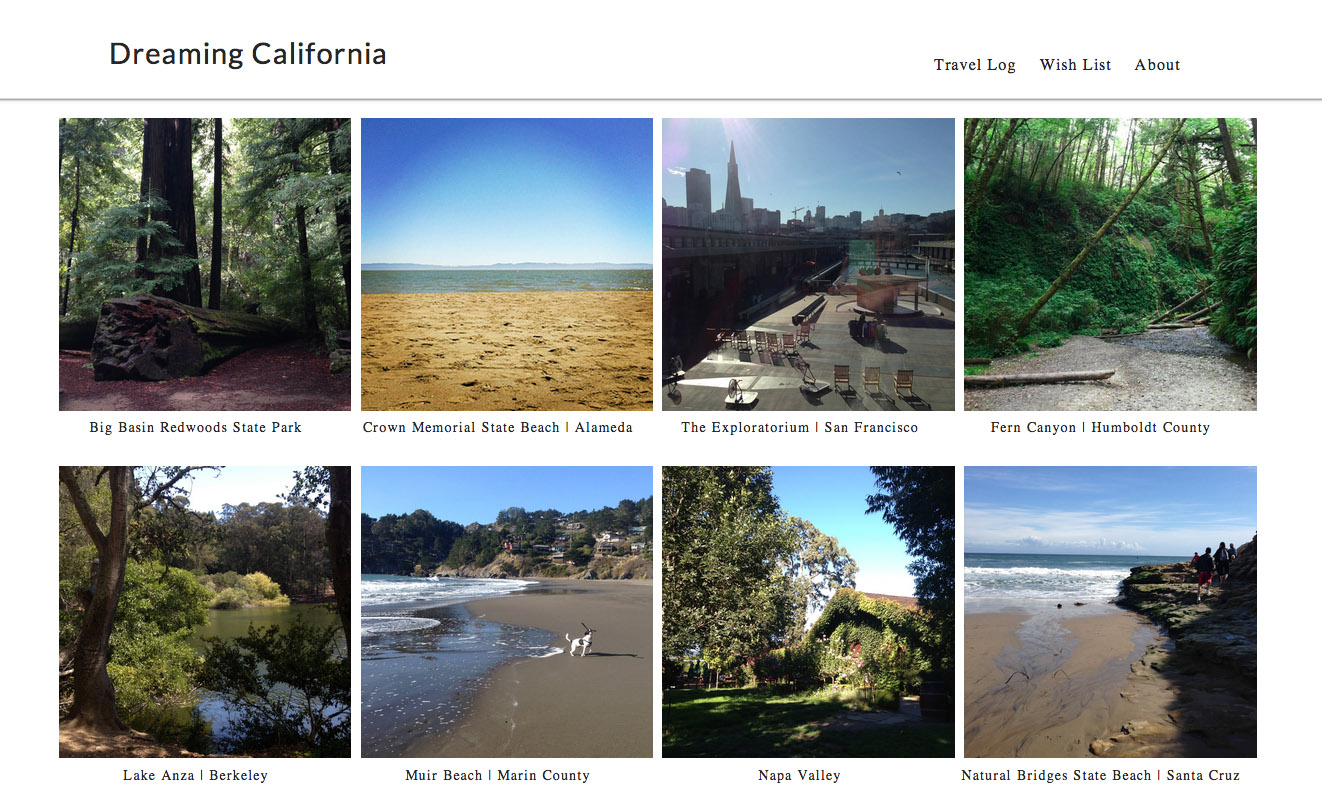 Dreaming California
Travel Log Wish List About
Big Basin Redwoods State Park
Crown Memorial State Beach | Alameda
The Exploratorium | San Francisco
Fern Canyon | Humboldt County
Lake Anza | Berkeley
Muir Beach | Marin County
Napa Valley
Natural Bridges State Beach | Santa Cruz